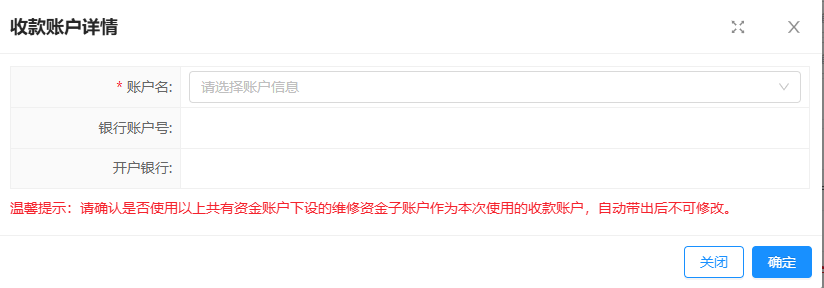 收款账户详情
* 账户名:
请选择账户信息
银行账户号:
开户银行:
温馨提示：请确认是否使用以上共有资金账户下设的维修资金子账户作为本次使用的收款账户，自动带出后不可修改。
关闭
确定